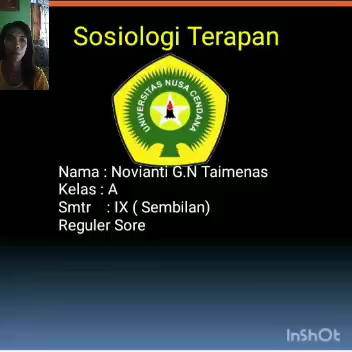 Sosiologi Terapan
UNIVERSITAS NUSA CENDANA
Nama : Novianti G.N Taimenas
Kelas : A
Smtr : IX ( Sembilan)
Reguler Sore
InShOt